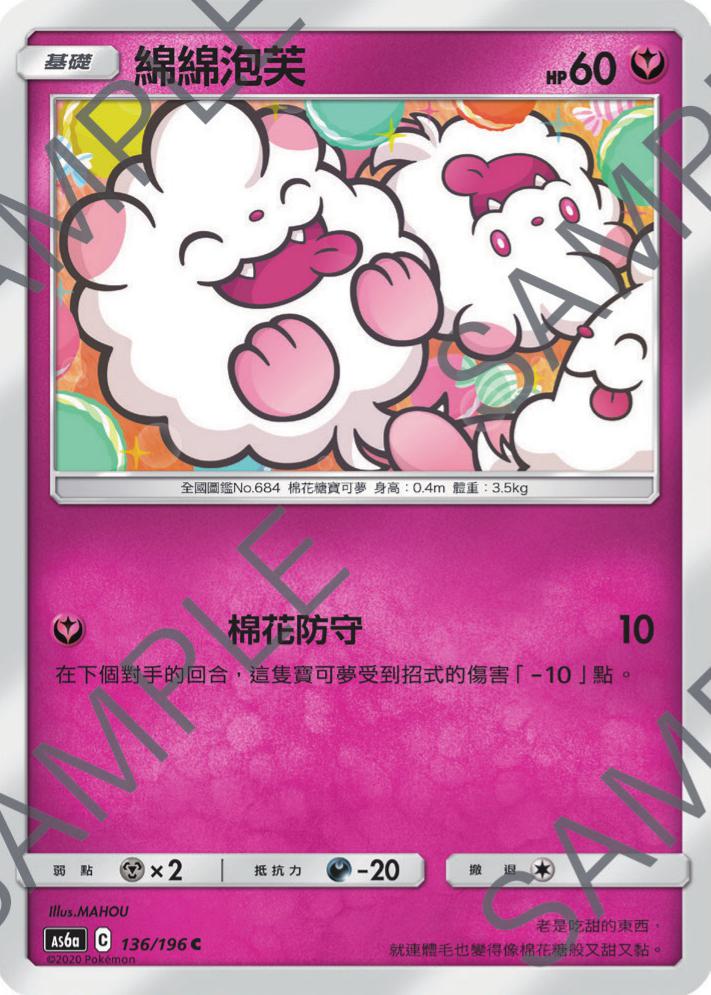 基礎 綿綿泡芙 HP60
全國圖鑑No.684 棉花糖寶可夢 身高：0.4m 體重：3.5kg
棉花防守 10
在下個對手的回合，這隻寶可夢受到招式的傷害「-10」點。
弱點 ×2 抵抗力 -20 撤退
Illus.MAHOU
AS6a C 136/196 C
©2020 Pokémon
老是吃甜的東西，
就連體毛也變得像棉花糖般又甜又黏。
SAMPLE
SAMPLE
SAMPLE
SAMPLE